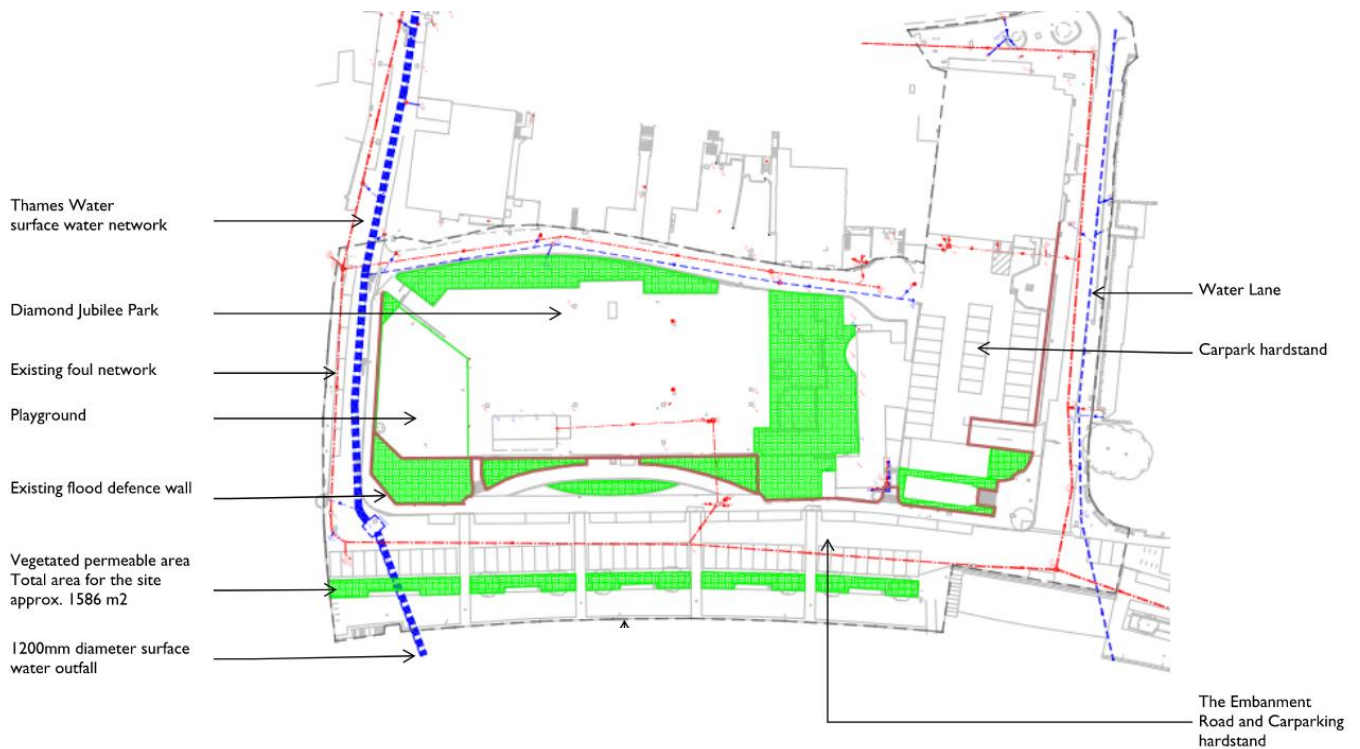 Thames Water
surface water network
Diamond Jubilee Park
Existing foul network
Playground
Existing flood defence wall
Vegetated permeable area
Total area for the site
approx. 1586 m2
1200mm diameter surface
water outfall
Water Lane
Carpark hardstand
The Embanment
Road and Carparking
hardstand